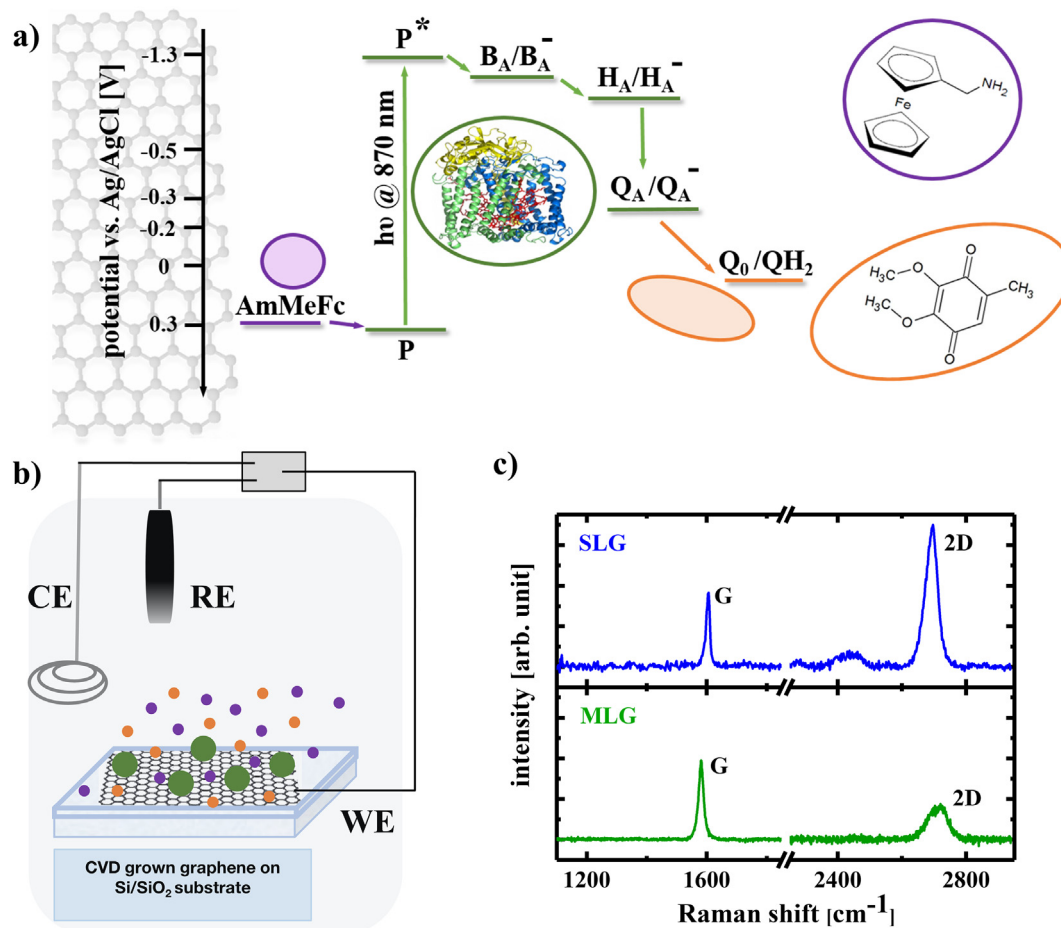 a)
potential vs. Ag/AgCl [V]
-1.3
-0.5
-0.3
-0.2
0
0.3
AmMeFc
P
hυ @ 870 nm
P*
B_A/B_A^-
H_A/H_A^-
Q_A/Q_A^-
Q_0/QH_2
Fe
NH_2
O
H_3C
O
CH_3
H_3C
O
O
b)
CE
RE
WE
CVD grown graphene on
Si/SiO_2 substrate
c)
SLG
G
2D
MLG
G
2D
intensity [arb. unit]
1200
1600
2400
2800
Raman shift [cm^-1]